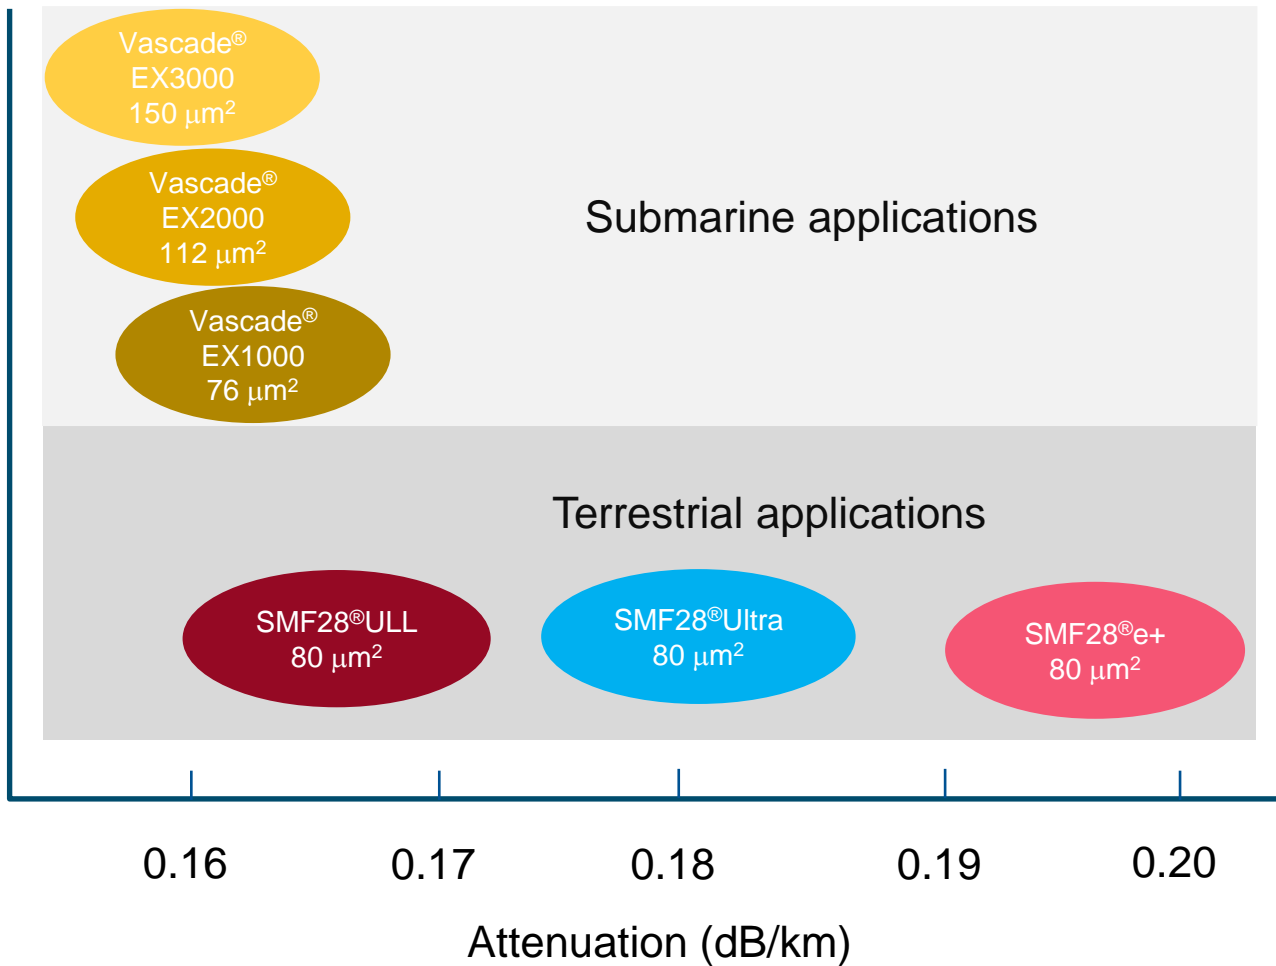 Vascade®
EX3000
150 μm²
Vascade®
EX2000
112 μm²
Submarine applications
Vascade®
EX1000
76 μm²
Terrestrial applications
SMF28®ULL
80 μm²
SMF28®Ultra
80 μm²
SMF28®e+
80 μm²
0.16 0.17 0.18 0.19 0.20
Attenuation (dB/km)